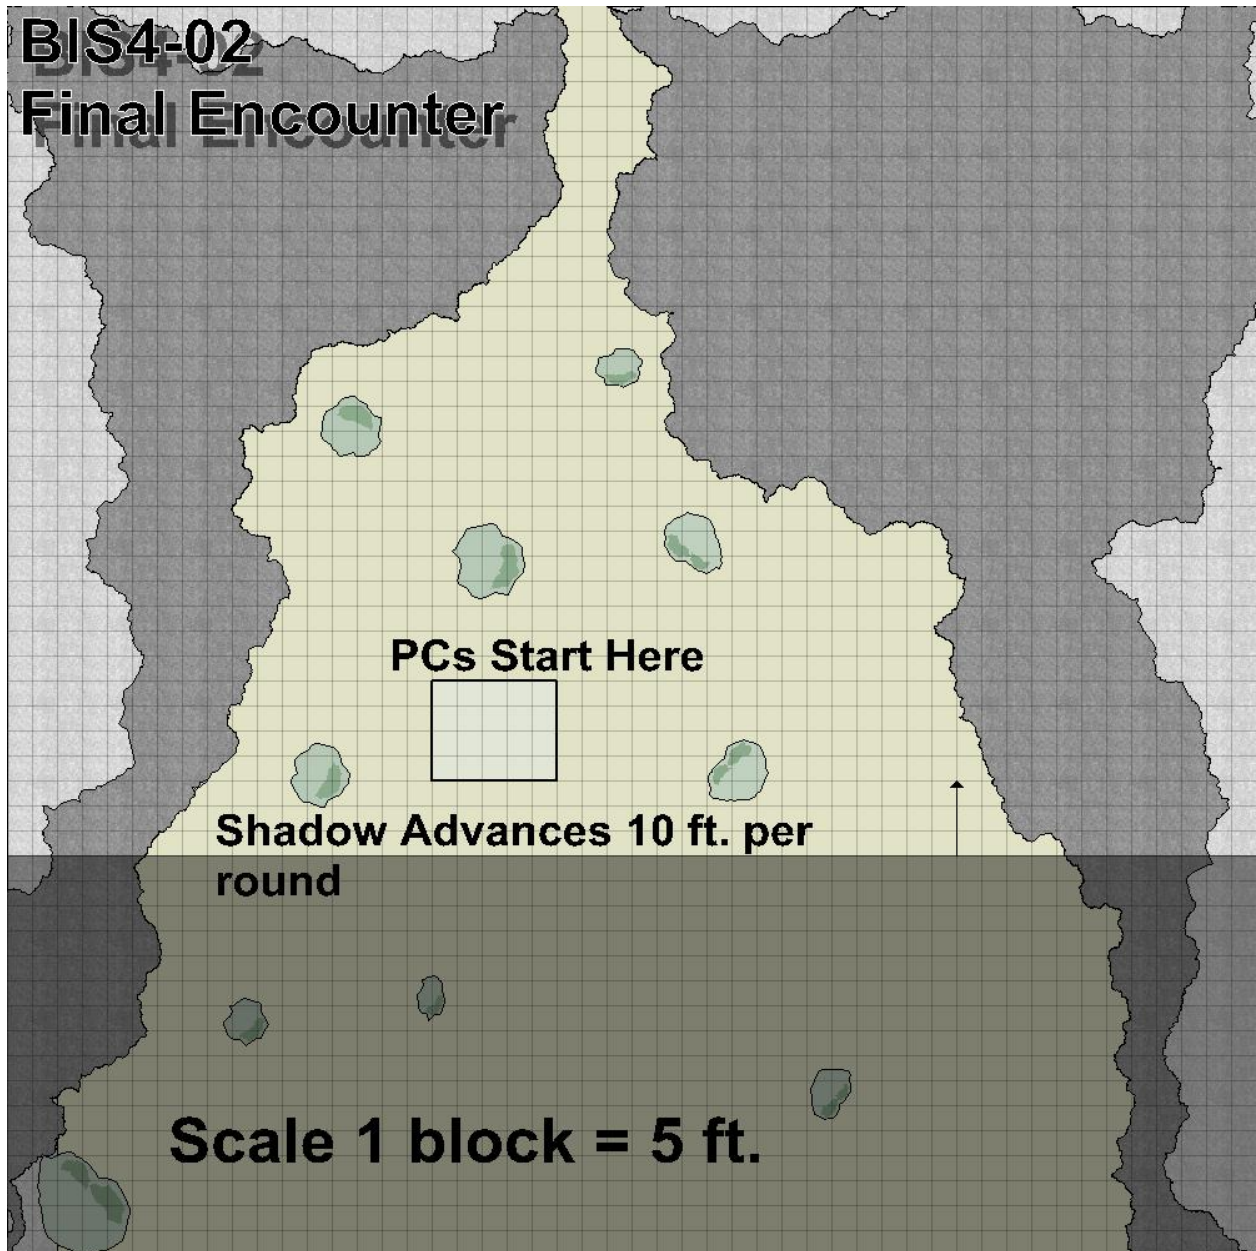 BIS4-02
Final Encounter
PCs Start Here
Shadow Advances 10 ft. per
round
Scale 1 block = 5 ft.